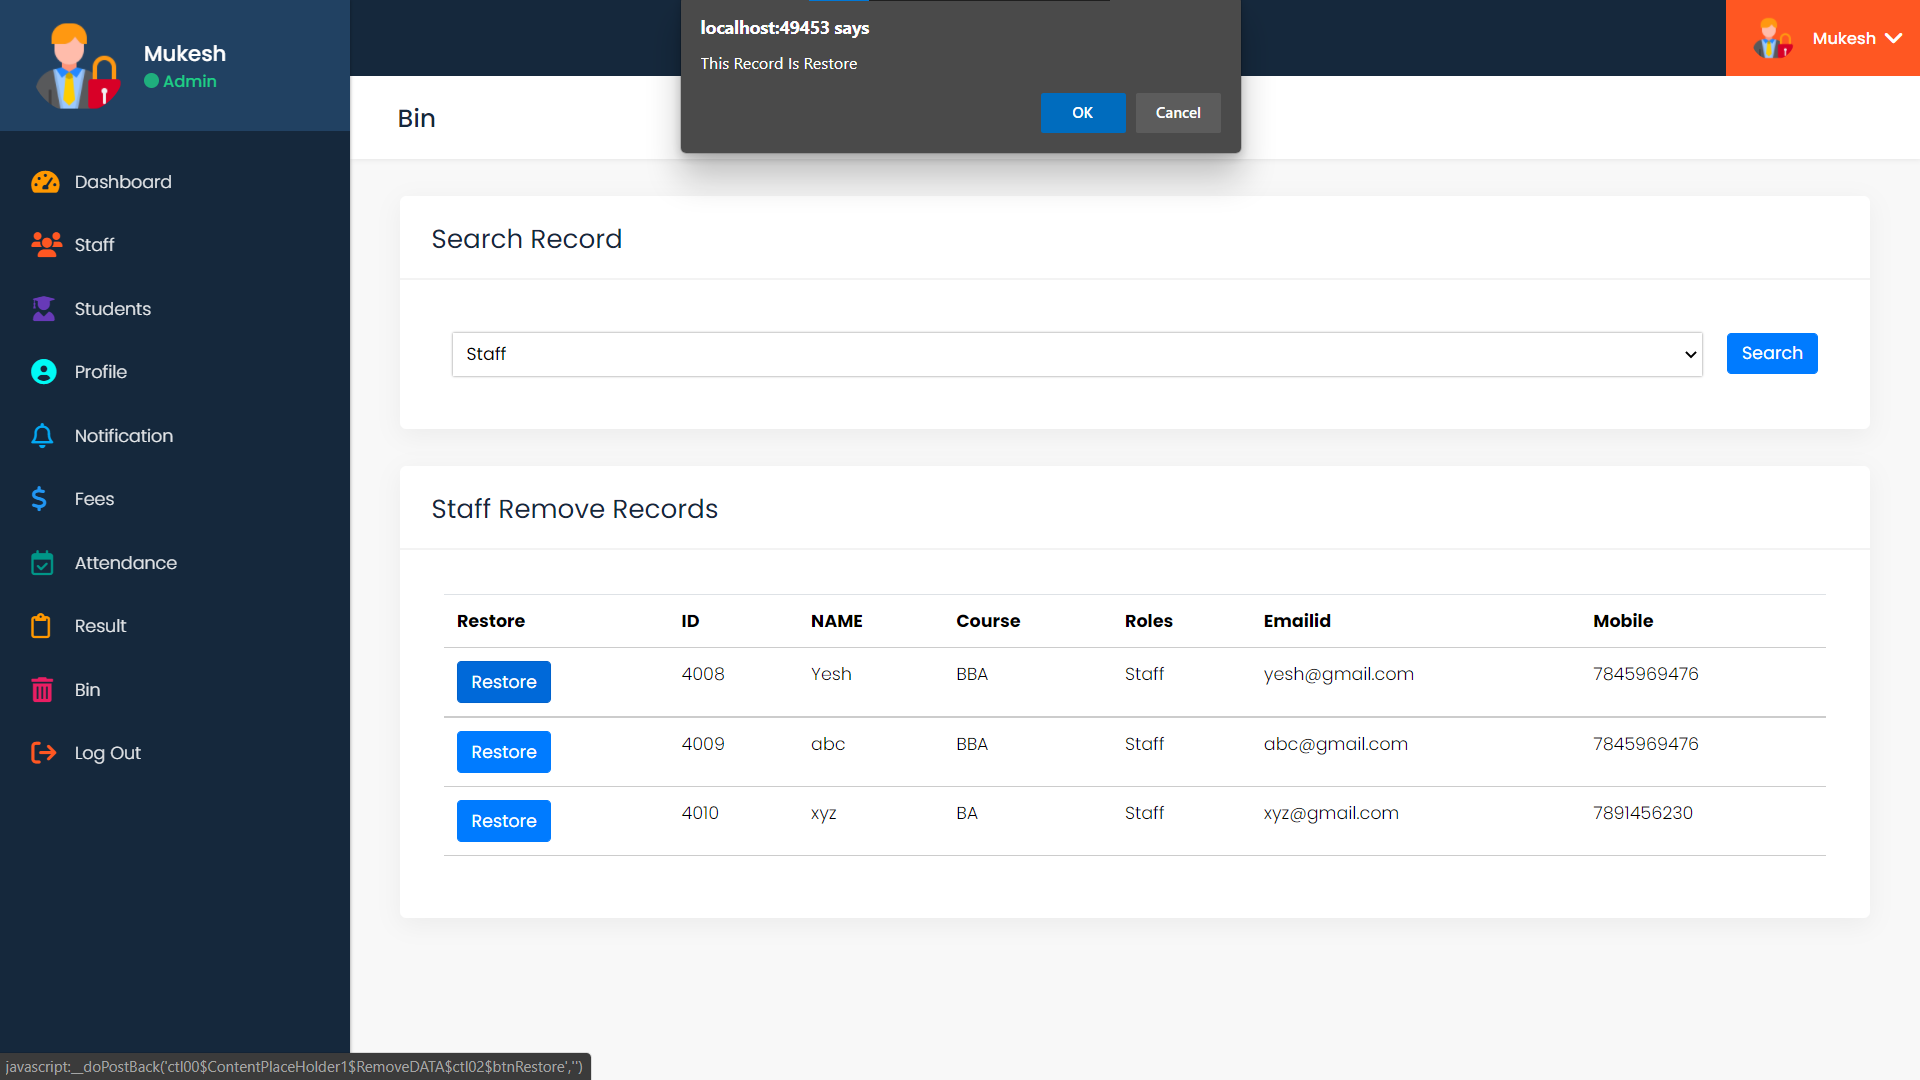 Mukesh
Admin
Dashboard
Staff
Students
Profile
Notification
Fees
Attendance
Result
Bin
Log Out
localhost:49453 says
This Record Is Restore
OK Cancel
Mukesh
Bin
Search Record
Staff Search
Staff Remove Records
Restore ID NAME Course Roles Emailid Mobile
Restore 4008 Yesh BBA Staff yesh@gmail.com 7845969476
Restore 4009 abc BBA Staff abc@gmail.com 7845969476
Restore 4010 xyz BA Staff xyz@gmail.com 7891456230
javascript:__doPostBack('ctl00$ContentPlaceHolder1$RemoveDATA$ctl02$btnRestore','')